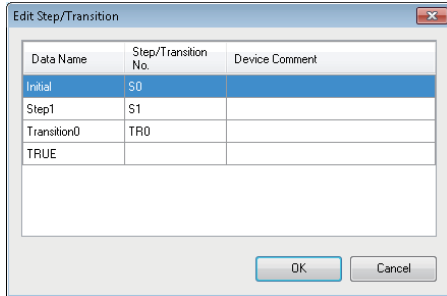 Edit Step/Transition
Data Name Step/Transition No. Device Comment
Initial S0
Step1 S1
Transition0 TR0
TRUE
OK Cancel